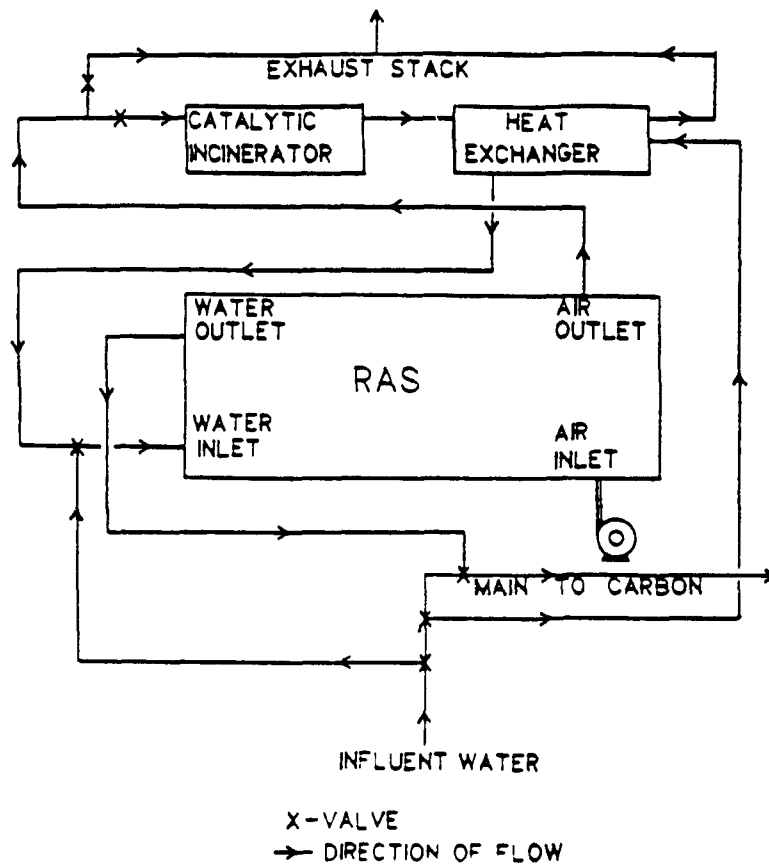 EXHAUST STACK
CATALYTIC
INCINERATOR
HEAT
EXCHANGER
WATER
OUTLET
AIR
OUTLET
RAS
WATER
INLET
AIR
INLET
MAIN TO CARBON
INFLUENT WATER
X-VALVE
DIRECTION OF FLOW